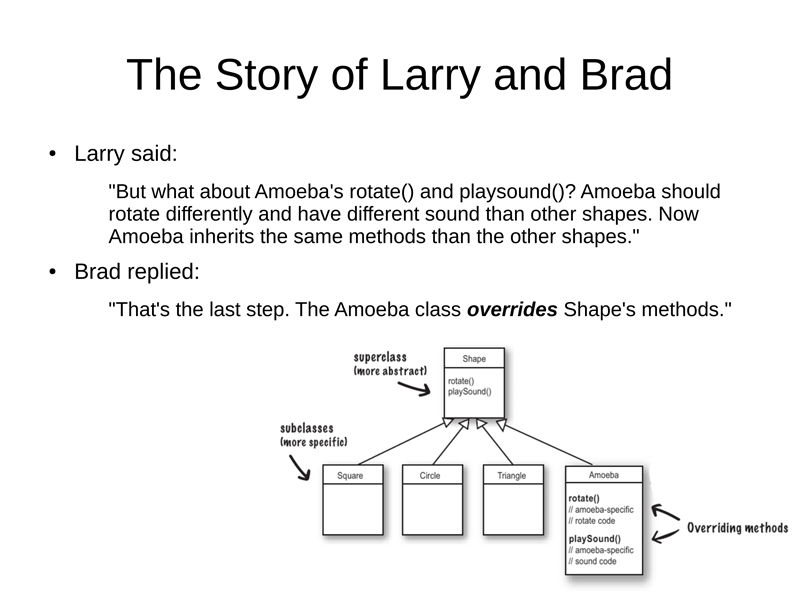 The Story of Larry and Brad
• Larry said:
"But what about Amoeba's rotate() and playsound()? Amoeba should
rotate differently and have different sound than other shapes. Now
Amoeba inherits the same methods than the other shapes."
• Brad replied:
"That's the last step. The Amoeba class overrides Shape's methods."
superclass
(more abstract)
Shape
rotate()
playSound()
subclasses
(more specific)
Square
Circle
Triangle
Amoeba
rotate()
// amoeba-specific
// rotate code
playSound()
// amoeba-specific
// sound code
Overriding methods